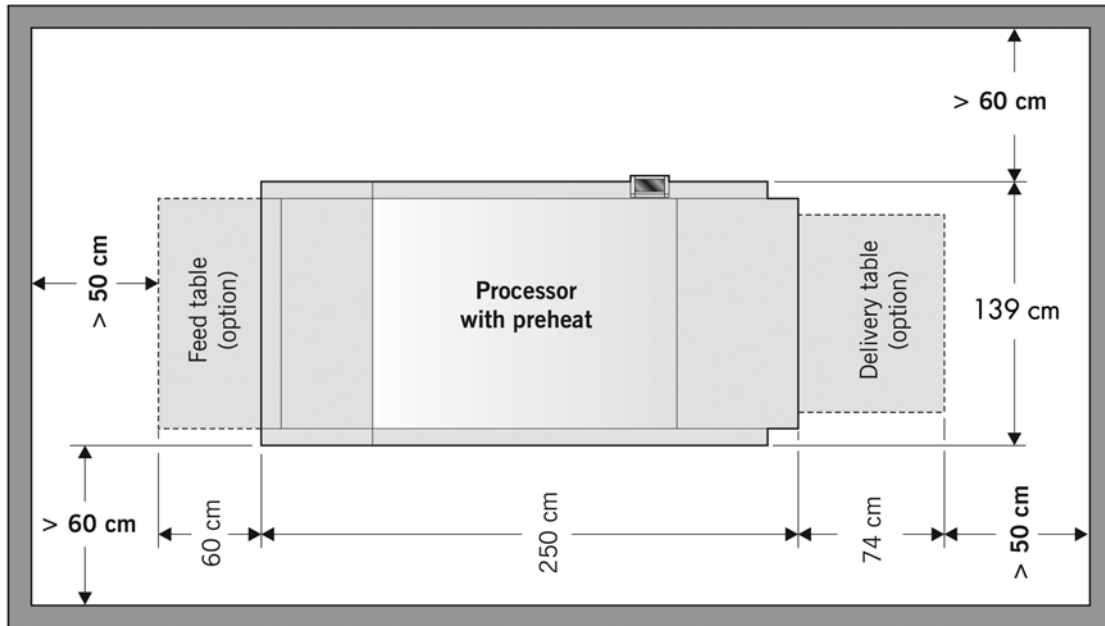 > 60 cm
> 50 cm
Feed table
(option)
Processor
with preheat
Delivery table
(option)
139 cm
> 60 cm
60 cm
250 cm
74 cm
> 50 cm